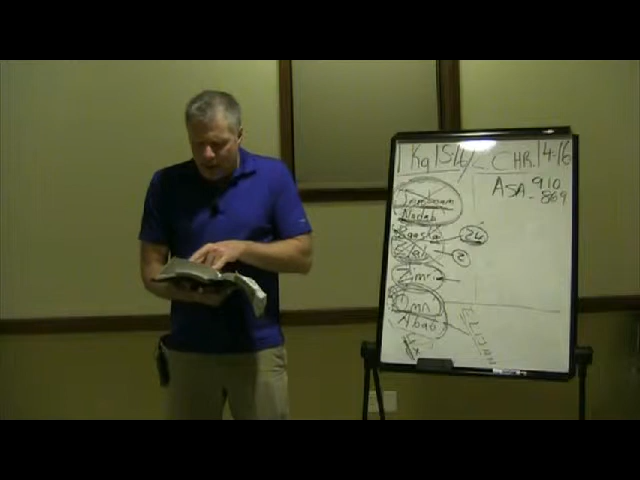 1 Kg 15-16/2 CHR. 14-16
ASA 910
- 869
Jeroboam
Nadab
Baasha 24
Elah 2
Zimri
Omri
Ahab
ELIJAH